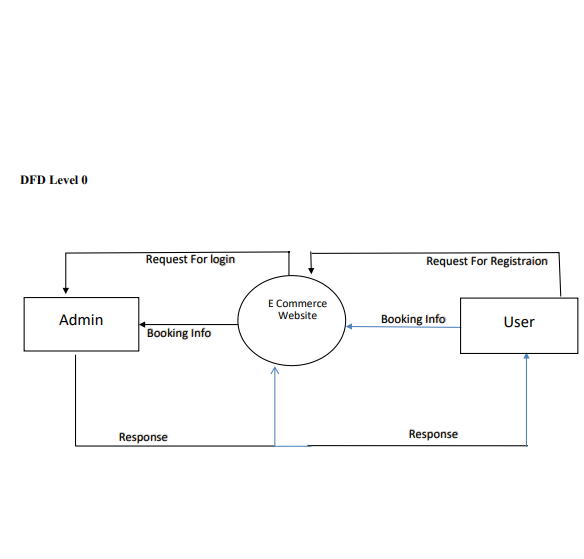 DFD Level 0
Request For login
Request For Registraion
E Commerce
Website
Admin
Booking Info
User
Booking Info
Response
Response